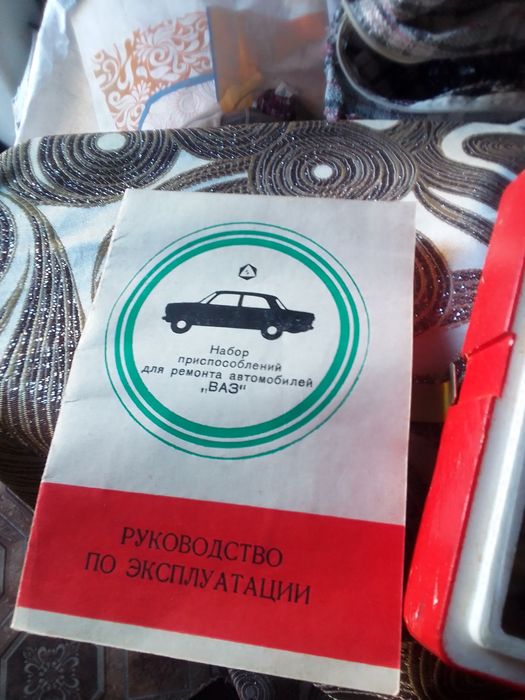 Набор
приспособлений
для ремонта автомобилей
„ВАЗ“
РУКОВОДСТВО
ПО ЭКСПЛУАТАЦИИ